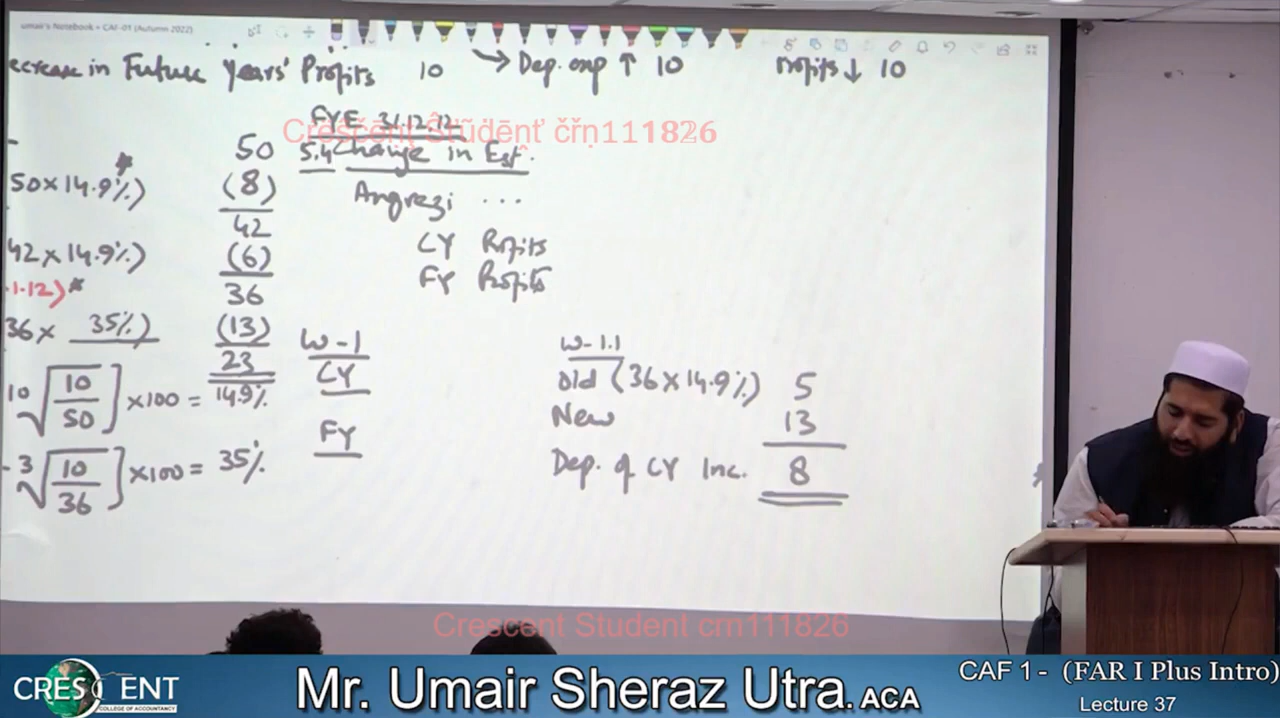 umair's Notebook » CAF-01 (Autumn 2022)
ecrease in Future Years' Profits 10 → Dep. exp ↑ 10 Profits ↓ 10
FYE 31.12.12
50 5.4 Change in Est.
50 x 14.9%)* (8) Angrezi ...
42
42 x 14.9%) (6) CY Profits
36 FY Profits
1.12)*
36 x 35%) (13)
23
10√[10/50] x 100 = 14.9%
- 3√[10/36] x 100 = 35%
W-1
CY
FY
W-1.1
Old (36 x 14.9%) 5
New 13
Dep. of CY Inc. 8
Crescent Student crn111826
Crescent Student crn111826
CRESCENT
COLLEGE OF ACCOUNTANCY
Mr. Umair Sheraz Utra. ACA
CAF 1 - (FAR I Plus Intro)
Lecture 37